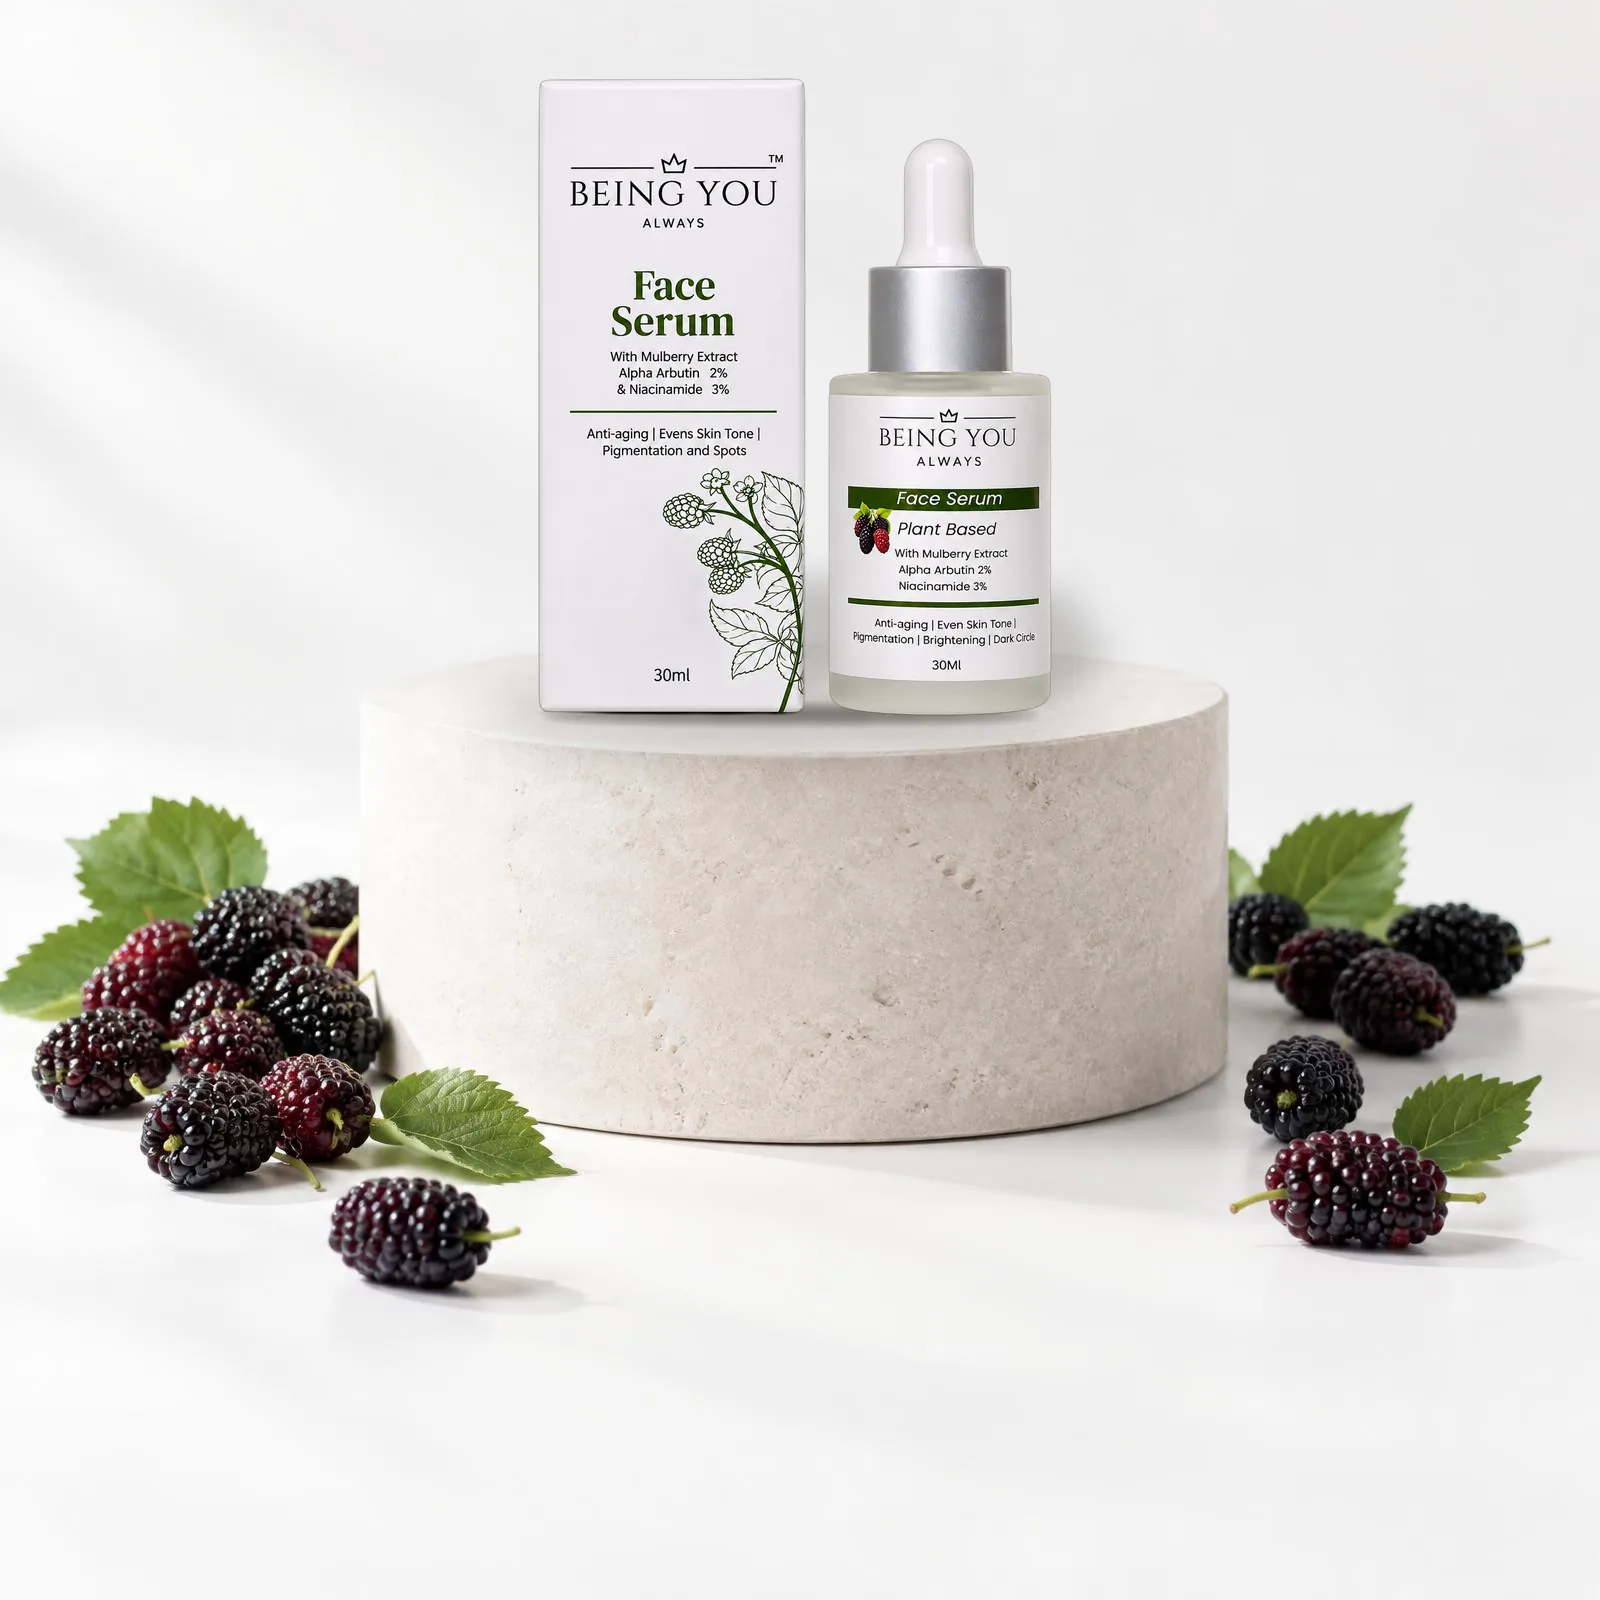 TM
BEING YOU
ALWAYS
Face
Serum
With Mulberry Extract
Alpha Arbutin 2%
& Niacinamide 3%
Anti-aging | Evens Skin Tone |
Pigmentation and Spots
30ml
BEING YOU
ALWAYS
Face Serum
Plant Based
With Mulberry Extract
Alpha Arbutin 2%
Niacinamide 3%
Anti-aging | Even Skin Tone |
Pigmentation | Brightening | Dark Circle
30Ml